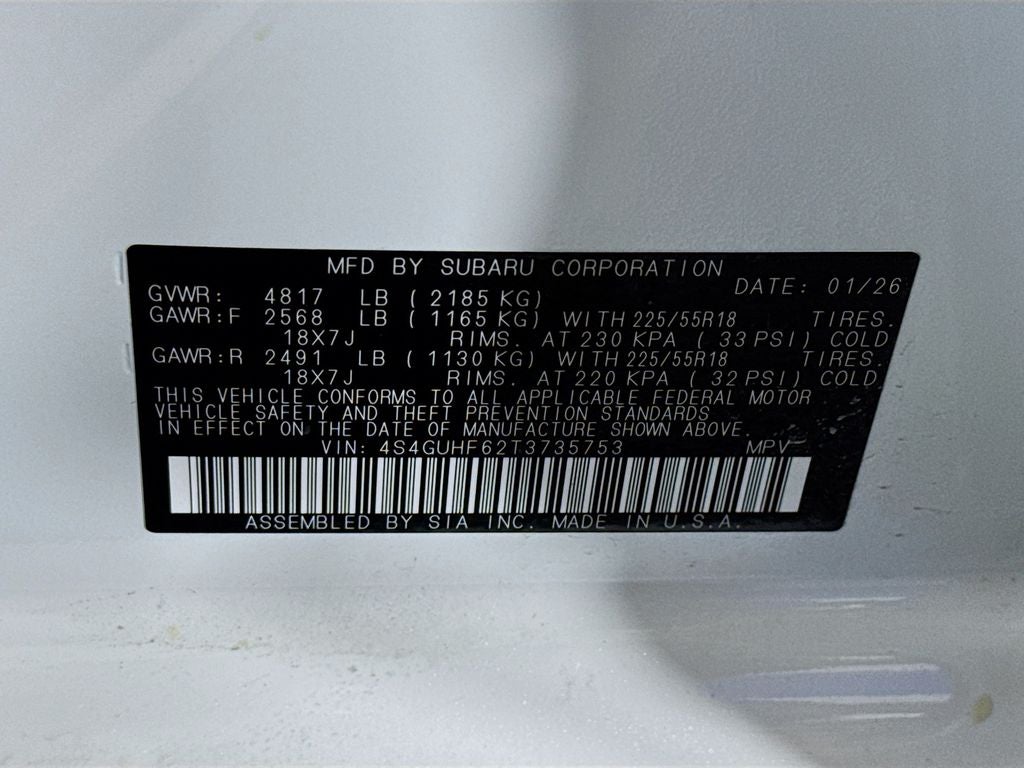 MFD BY SUBARU CORPORATION
DATE: 01/26
GVWR: 4817 LB ( 2185 KG)
GAWR:F 2568 LB ( 1165 KG) WITH 225/55R18 TIRES.
18X7J RIMS. AT 230 KPA ( 33 PSI) COLD
GAWR:R 2491 LB ( 1130 KG) WITH 225/55R18 TIRES.
18X7J RIMS. AT 220 KPA ( 32 PSI) COLD.
THIS VEHICLE CONFORMS TO ALL APPLICABLE FEDERAL MOTOR
VEHICLE SAFETY AND THEFT PREVENTION STANDARDS
IN EFFECT ON THE DATE OF MANUFACTURE SHOWN ABOVE.
VIN: 4S4GUHF62T3735753 MPV
ASSEMBLED BY SIA INC. MADE IN U.S.A.